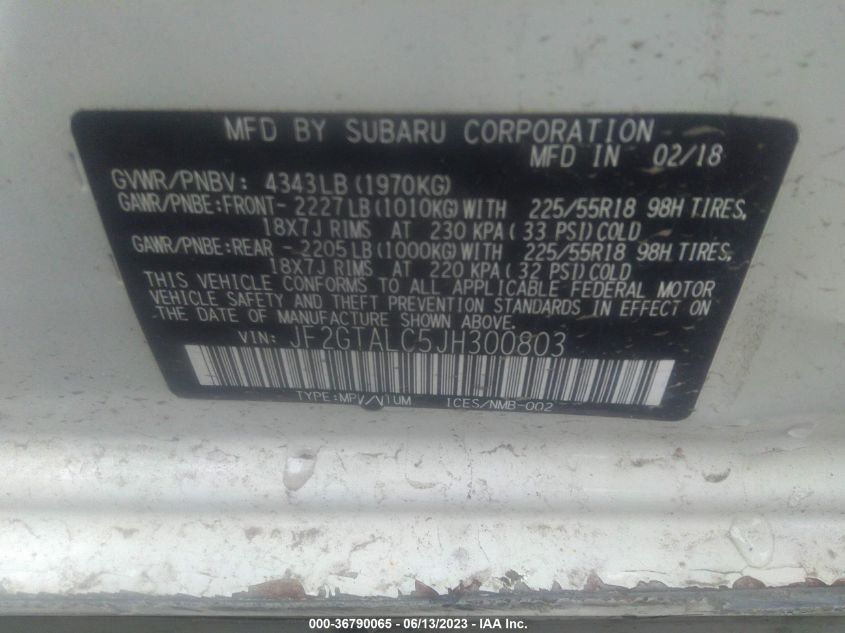 MFD BY SUBARU CORPORATION
MFD IN 02/18
GVWR/PNBV: 4343LB(1970KG)
GAWR/PNBE:FRONT- 2227LB(1010KG)WITH 225/55R18 98H TIRES,
18X7J RIMS AT 230 KPA( 33 PSI)COLD
GAWR/PNBE:REAR - 2205LB(1000KG)WITH 225/55R18 98H TIRES,
18X7J RIMS AT 220 KPA( 32 PSI)COLD
THIS VEHICLE CONFORMS TO ALL APPLICABLE FEDERAL MOTOR
VEHICLE SAFETY AND THEFT PREVENTION STANDARDS IN EFFECT ON
THE DATE OF MANUFACTURE SHOWN ABOVE.
VIN: JF2GTALC5JH300803
TYPE:MPV/V1UM ICES/NMB-002
000-36790065 - 06/13/2023 - IAA Inc.